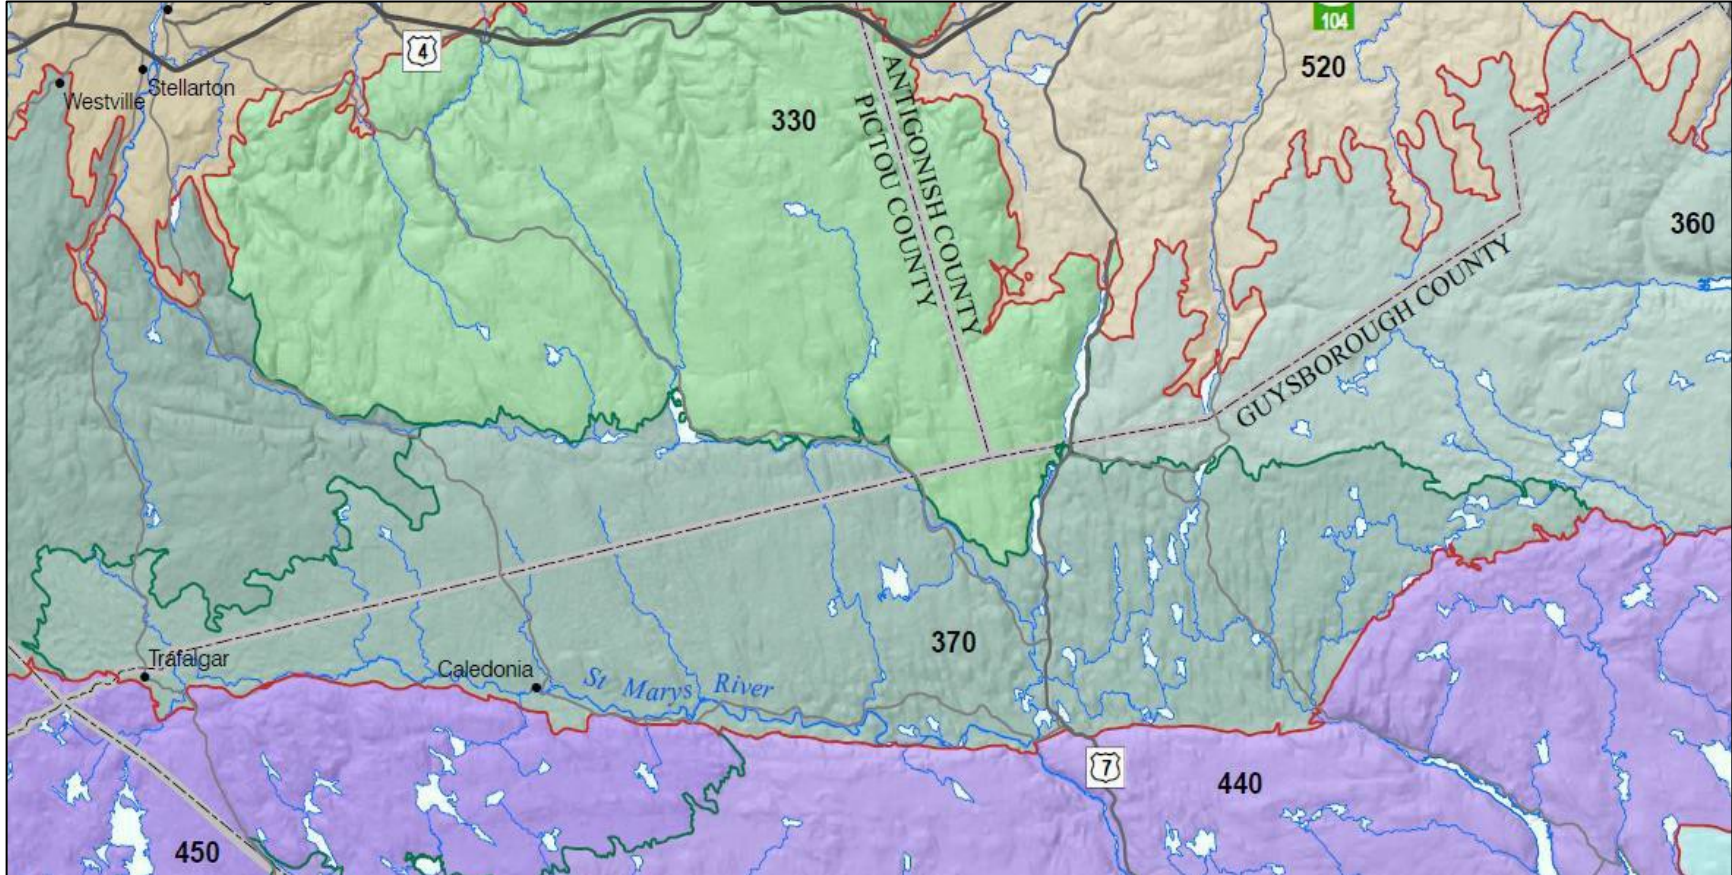 104
4
520
Westville
Stellarton
330
ANTIGONISH COUNTY
PICTOU COUNTY
360
GUYSBOROUGH COUNTY
370
Trafalgar
Caledonia
St Marys River
7
440
450